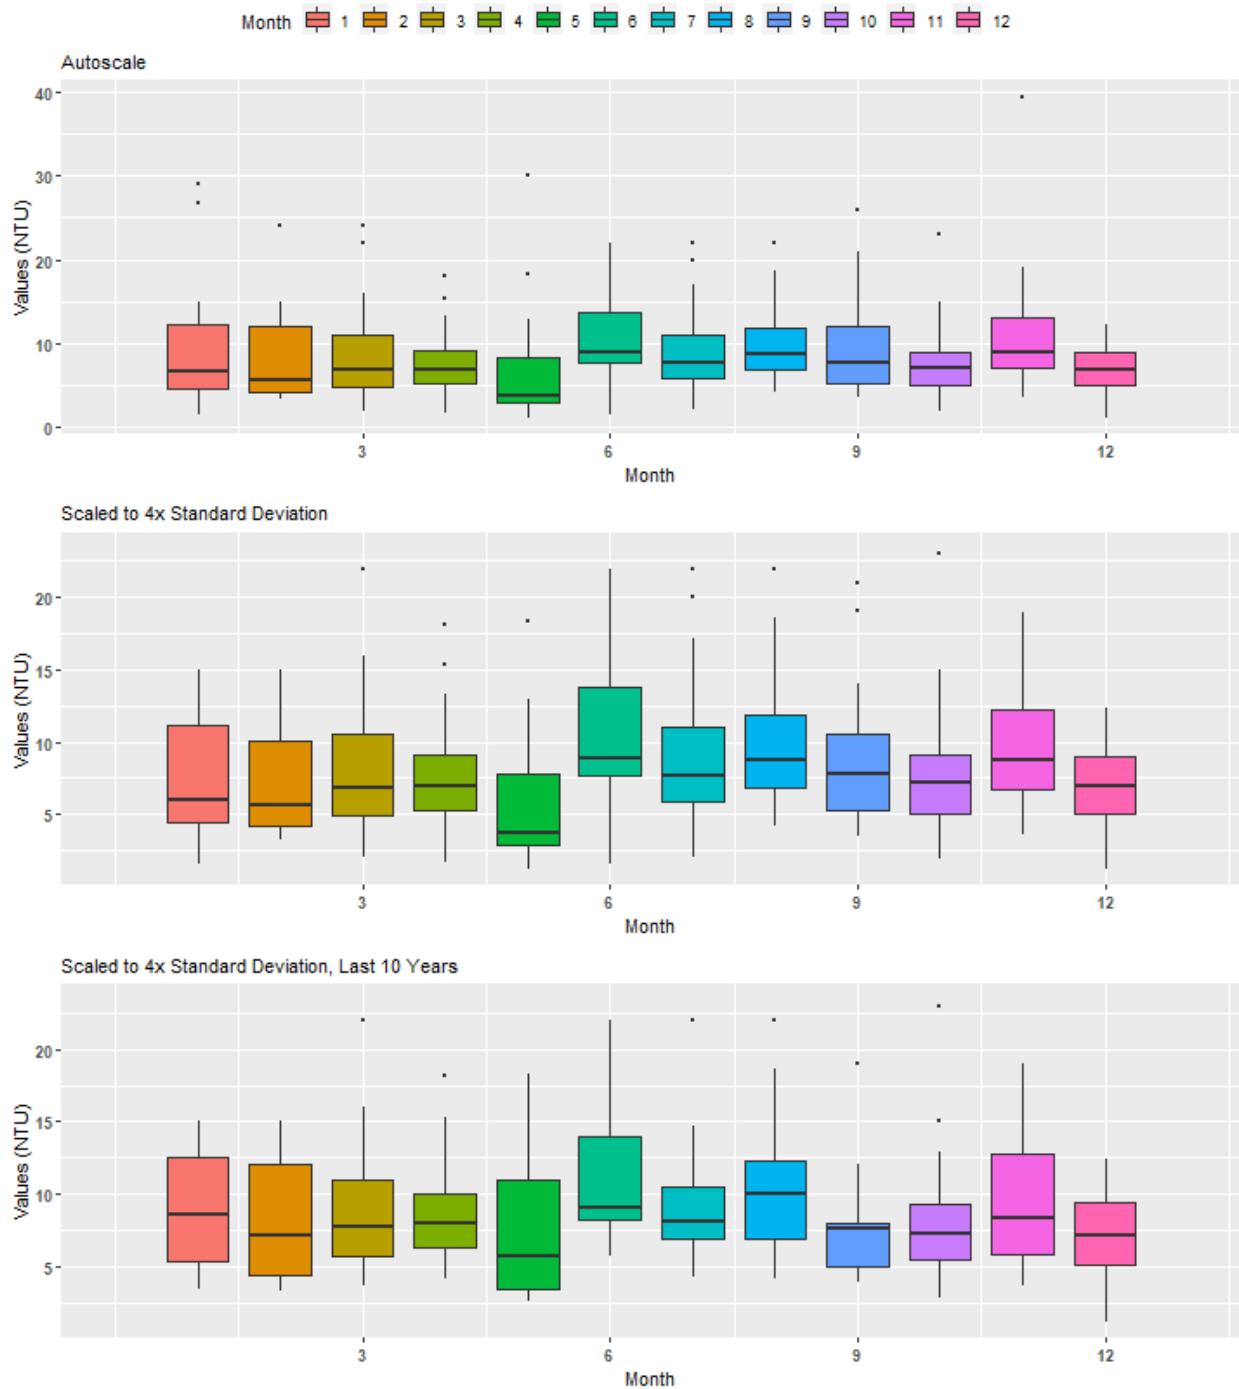 Month 1 2 3 4 5 6 7 8 9 10 11 12
Autoscale
Values (NTU)
40
30
20
10
0
3 6 9 12
Month
Scaled to 4x Standard Deviation
Values (NTU)
20
15
10
5
3 6 9 12
Month
Scaled to 4x Standard Deviation, Last 10 Years
Values (NTU)
20
15
10
5
3 6 9 12
Month